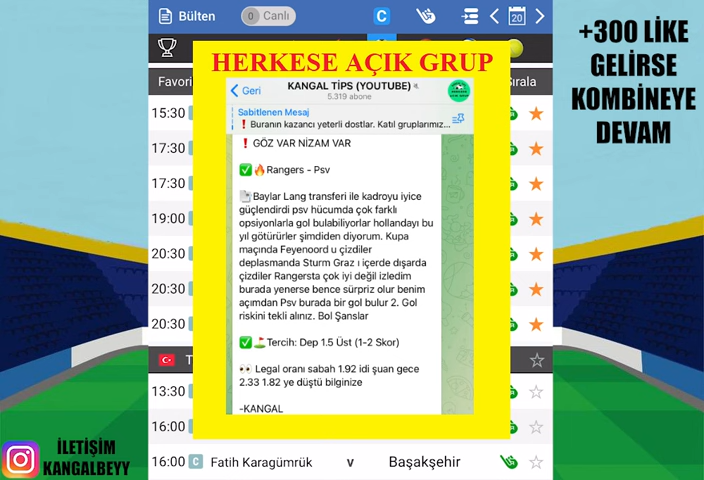 Bülten
0 Canlı
C
20
+300 LİKE
GELİRSE
KOMBİNEYE
DEVAM
HERKESE AÇIK GRUP
Favori
ırala
Geri
KANGAL TİPS (YOUTUBE)
5.319 abone
Sabitlenen Mesaj
❗ Buranın kazancı yeterli dostlar. Katıl gruplarımız...
❗ GÖZ VAR NİZAM VAR
✅🔥Rangers - Psv
Baylar Lang transferi ile kadroyu iyice
güçlendirdi psv hücumda çok farklı
opsiyonlarla gol bulabiliyorlar hollandayı bu
yıl götürürler şimdiden diyorum. Kupa
maçında Feyenoord u çizdiler
deplasmanda Sturm Graz ı içerde dışarda
çizdiler Rangersta çok iyi değil izledim
burada yenerse bence sürpriz olur benim
açımdan Psv burada bir gol bulur 2. Gol
riskini tekli alınız. Bol Şanslar
✅⛳Tercih: Dep 1.5 Üst (1-2 Skor)
👀 Legal oranı sabah 1.92 idi şuan gece
2.33 1.82 ye düştü bilginize
-KANGAL
15:30
17:30
17:30
19:00
20:30
20:30
20:30
T
13:30
16:00
16:00 C Fatih Karagümrük v Başakşehir
İLETİŞİM
KANGALBEYY